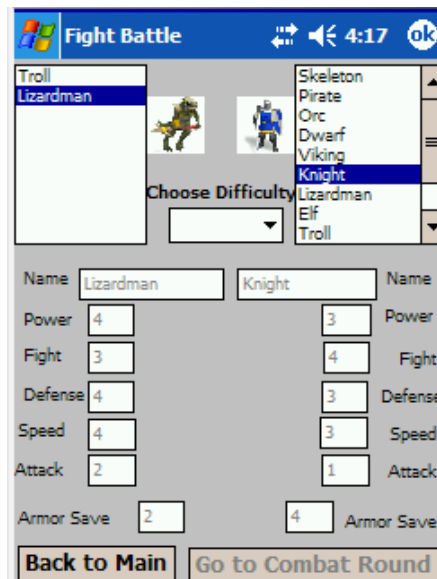 Fight Battle 4:17 ok
Troll
Lizardman
Skeleton
Pirate
Orc
Dwarf
Viking
Knight
Lizardman
Elf
Troll
Choose Difficulty
Name Lizardman Knight Name
Power 4 3 Power
Fight 3 4 Fight
Defense 4 3 Defense
Speed 4 3 Speed
Attack 2 1 Attack
Armor Save 2 4 Armor Save
Back to Main Go to Combat Round